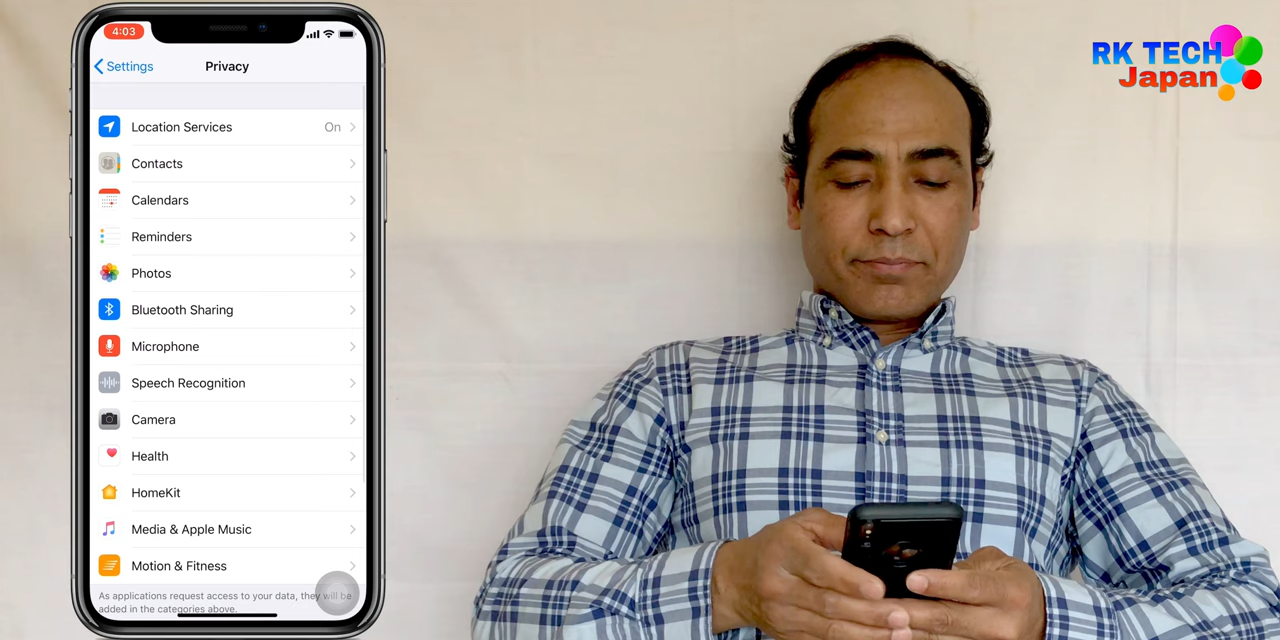 4:03
Settings
Privacy
Location Services On
Contacts
Calendars
Reminders
Photos
Bluetooth Sharing
Microphone
Speech Recognition
Camera
Health
HomeKit
Media & Apple Music
Motion & Fitness
As applications request access to your data, they will be
added in the categories above.
RK TECH
Japan